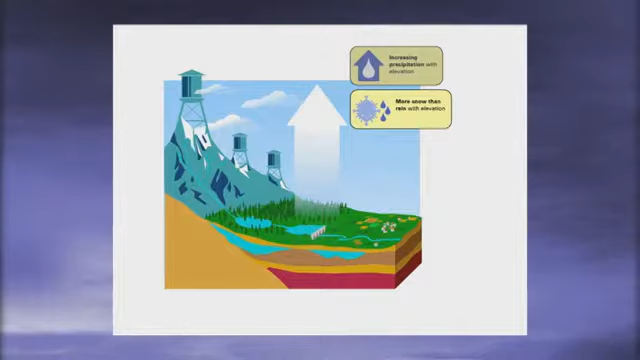 Increasing
precipitation with
elevation
More snow than
rain with elevation